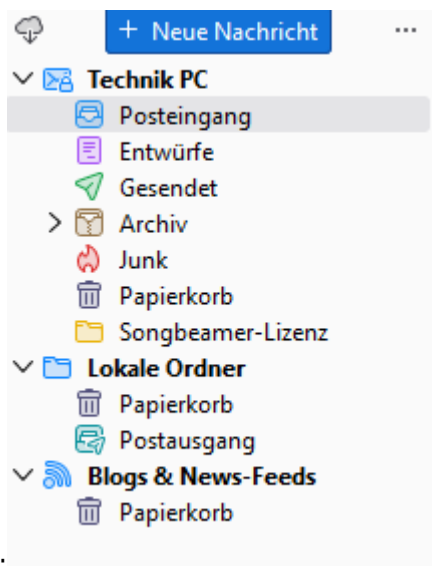 + Neue Nachricht ...
Technik PC
Posteingang
Entwürfe
Gesendet
Archiv
Junk
Papierkorb
Songbeamer-Lizenz
Lokale Ordner
Papierkorb
Postausgang
Blogs & News-Feeds
Papierkorb
.